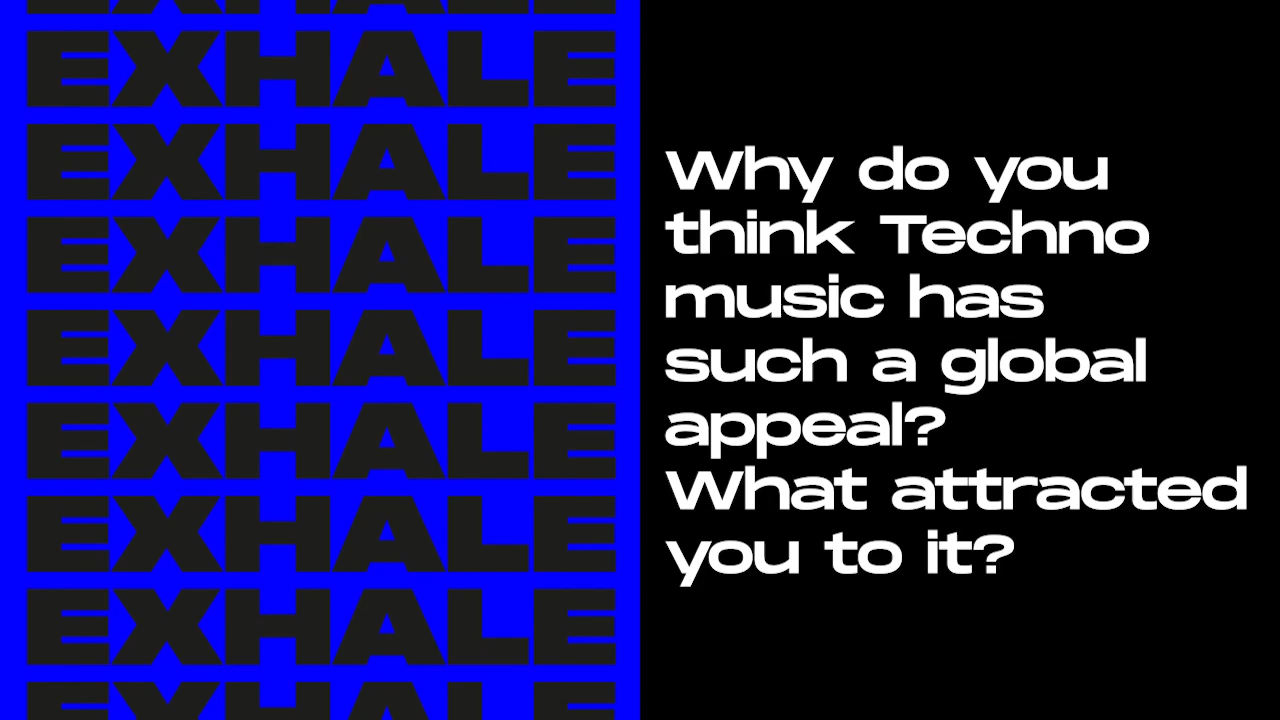 EXHALE
EXHALE
EXHALE
EXHALE
EXHALE
EXHALE
EXHALE
EXHALE
EXHALE
Why do you
think Techno
music has
such a global
appeal?
What attracted
you to it?